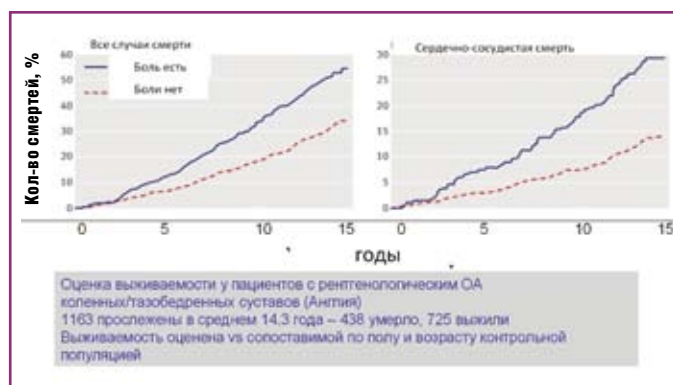 Все случаи смерти
Сердечно-сосудистая смерть
Кол-во смертей, %
60
50
40
30
20
10
0
Боль есть
Боли нет
0 5 10 15
30
25
20
15
10
5
0
0 5 10 15
годы
Оценка выживаемости у пациентов с рентгенологическим ОА
коленных/тазобедренных суставов (Англия)
1163 прослежены в среднем 14.3 года – 438 умерло, 725 выжили
Выживаемость оценена vs сопоставимой по полу и возрасту контрольной
популяцией